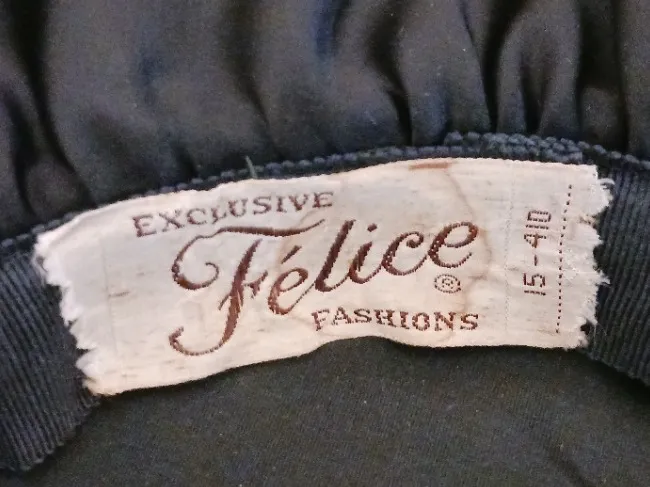 EXCLUSIVE
Félice ®
FASHIONS
15-410